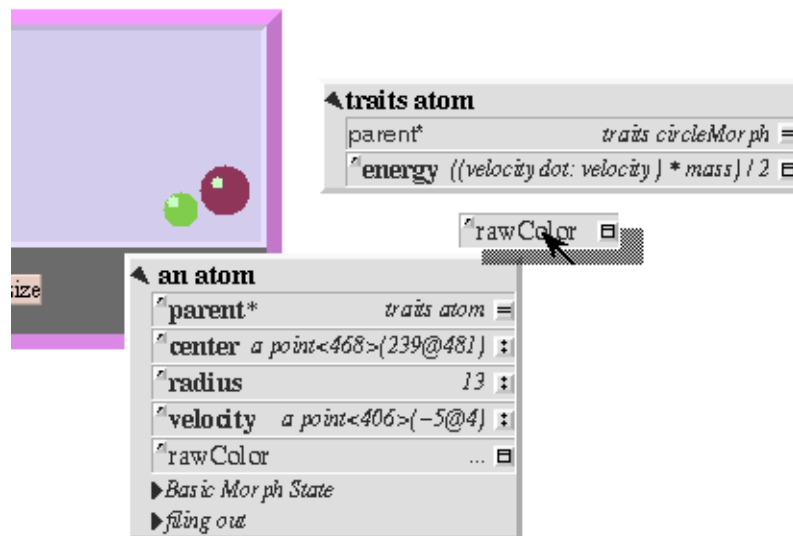 traits atom
parent* traits circleMorph =
energy ((velocity dot: velocity ) * mass) / 2
rawColor
size
an atom
parent* traits atom =
center a point<468>(239@481) :
radius 13 :
velocity a point<406>(-5@4) :
rawColor ...
Basic Morph State
filing out